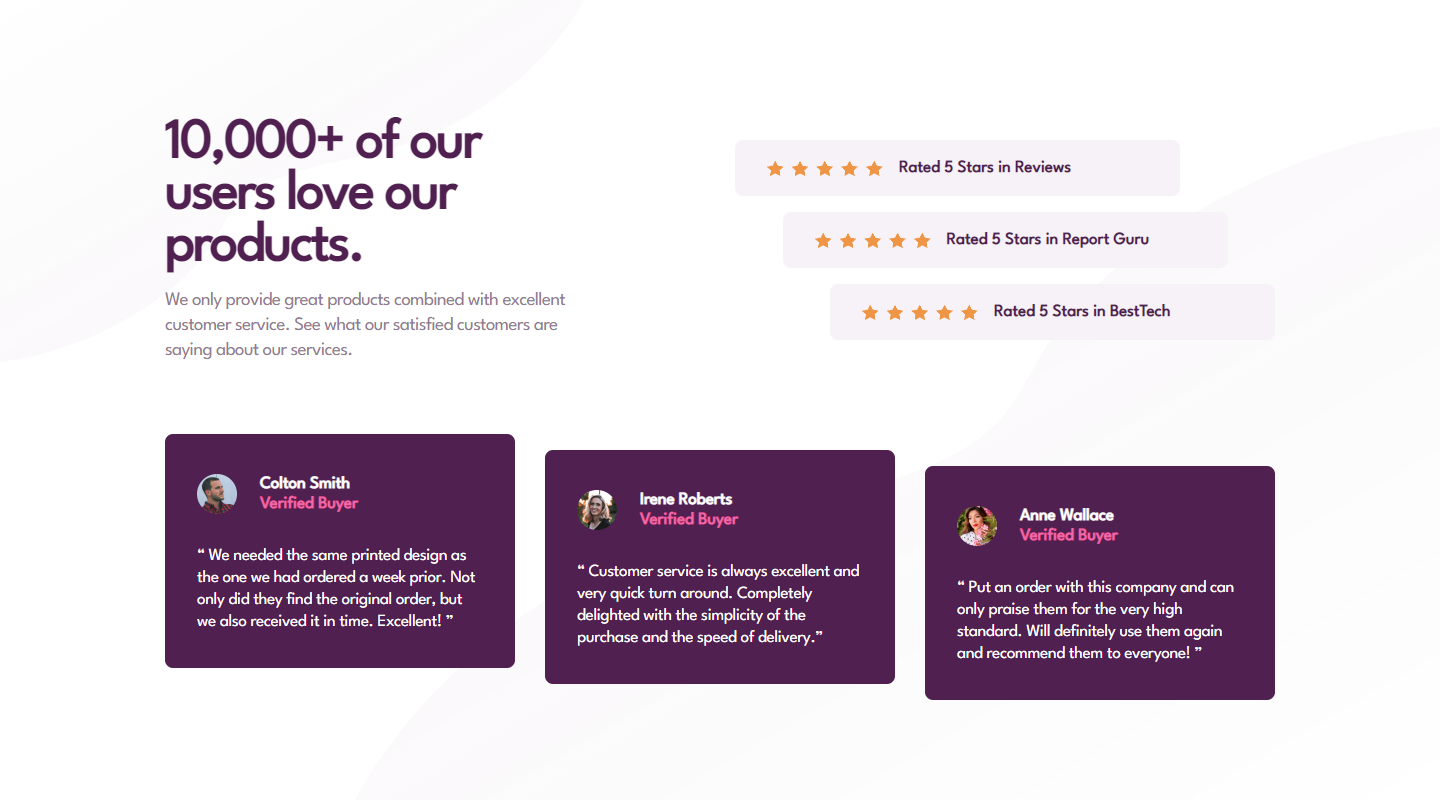 10,000+ of our
users love our
products.
We only provide great products combined with excellent
customer service. See what our satisfied customers are
saying about our services.
Rated 5 Stars in Reviews
Rated 5 Stars in Report Guru
Rated 5 Stars in BestTech
Colton Smith
Verified Buyer
“ We needed the same printed design as
the one we had ordered a week prior. Not
only did they find the original order, but
we also received it in time. Excellent! ”
Irene Roberts
Verified Buyer
“ Customer service is always excellent and
very quick turn around. Completely
delighted with the simplicity of the
purchase and the speed of delivery.”
Anne Wallace
Verified Buyer
“ Put an order with this company and can
only praise them for the very high
standard. Will definitely use them again
and recommend them to everyone! ”